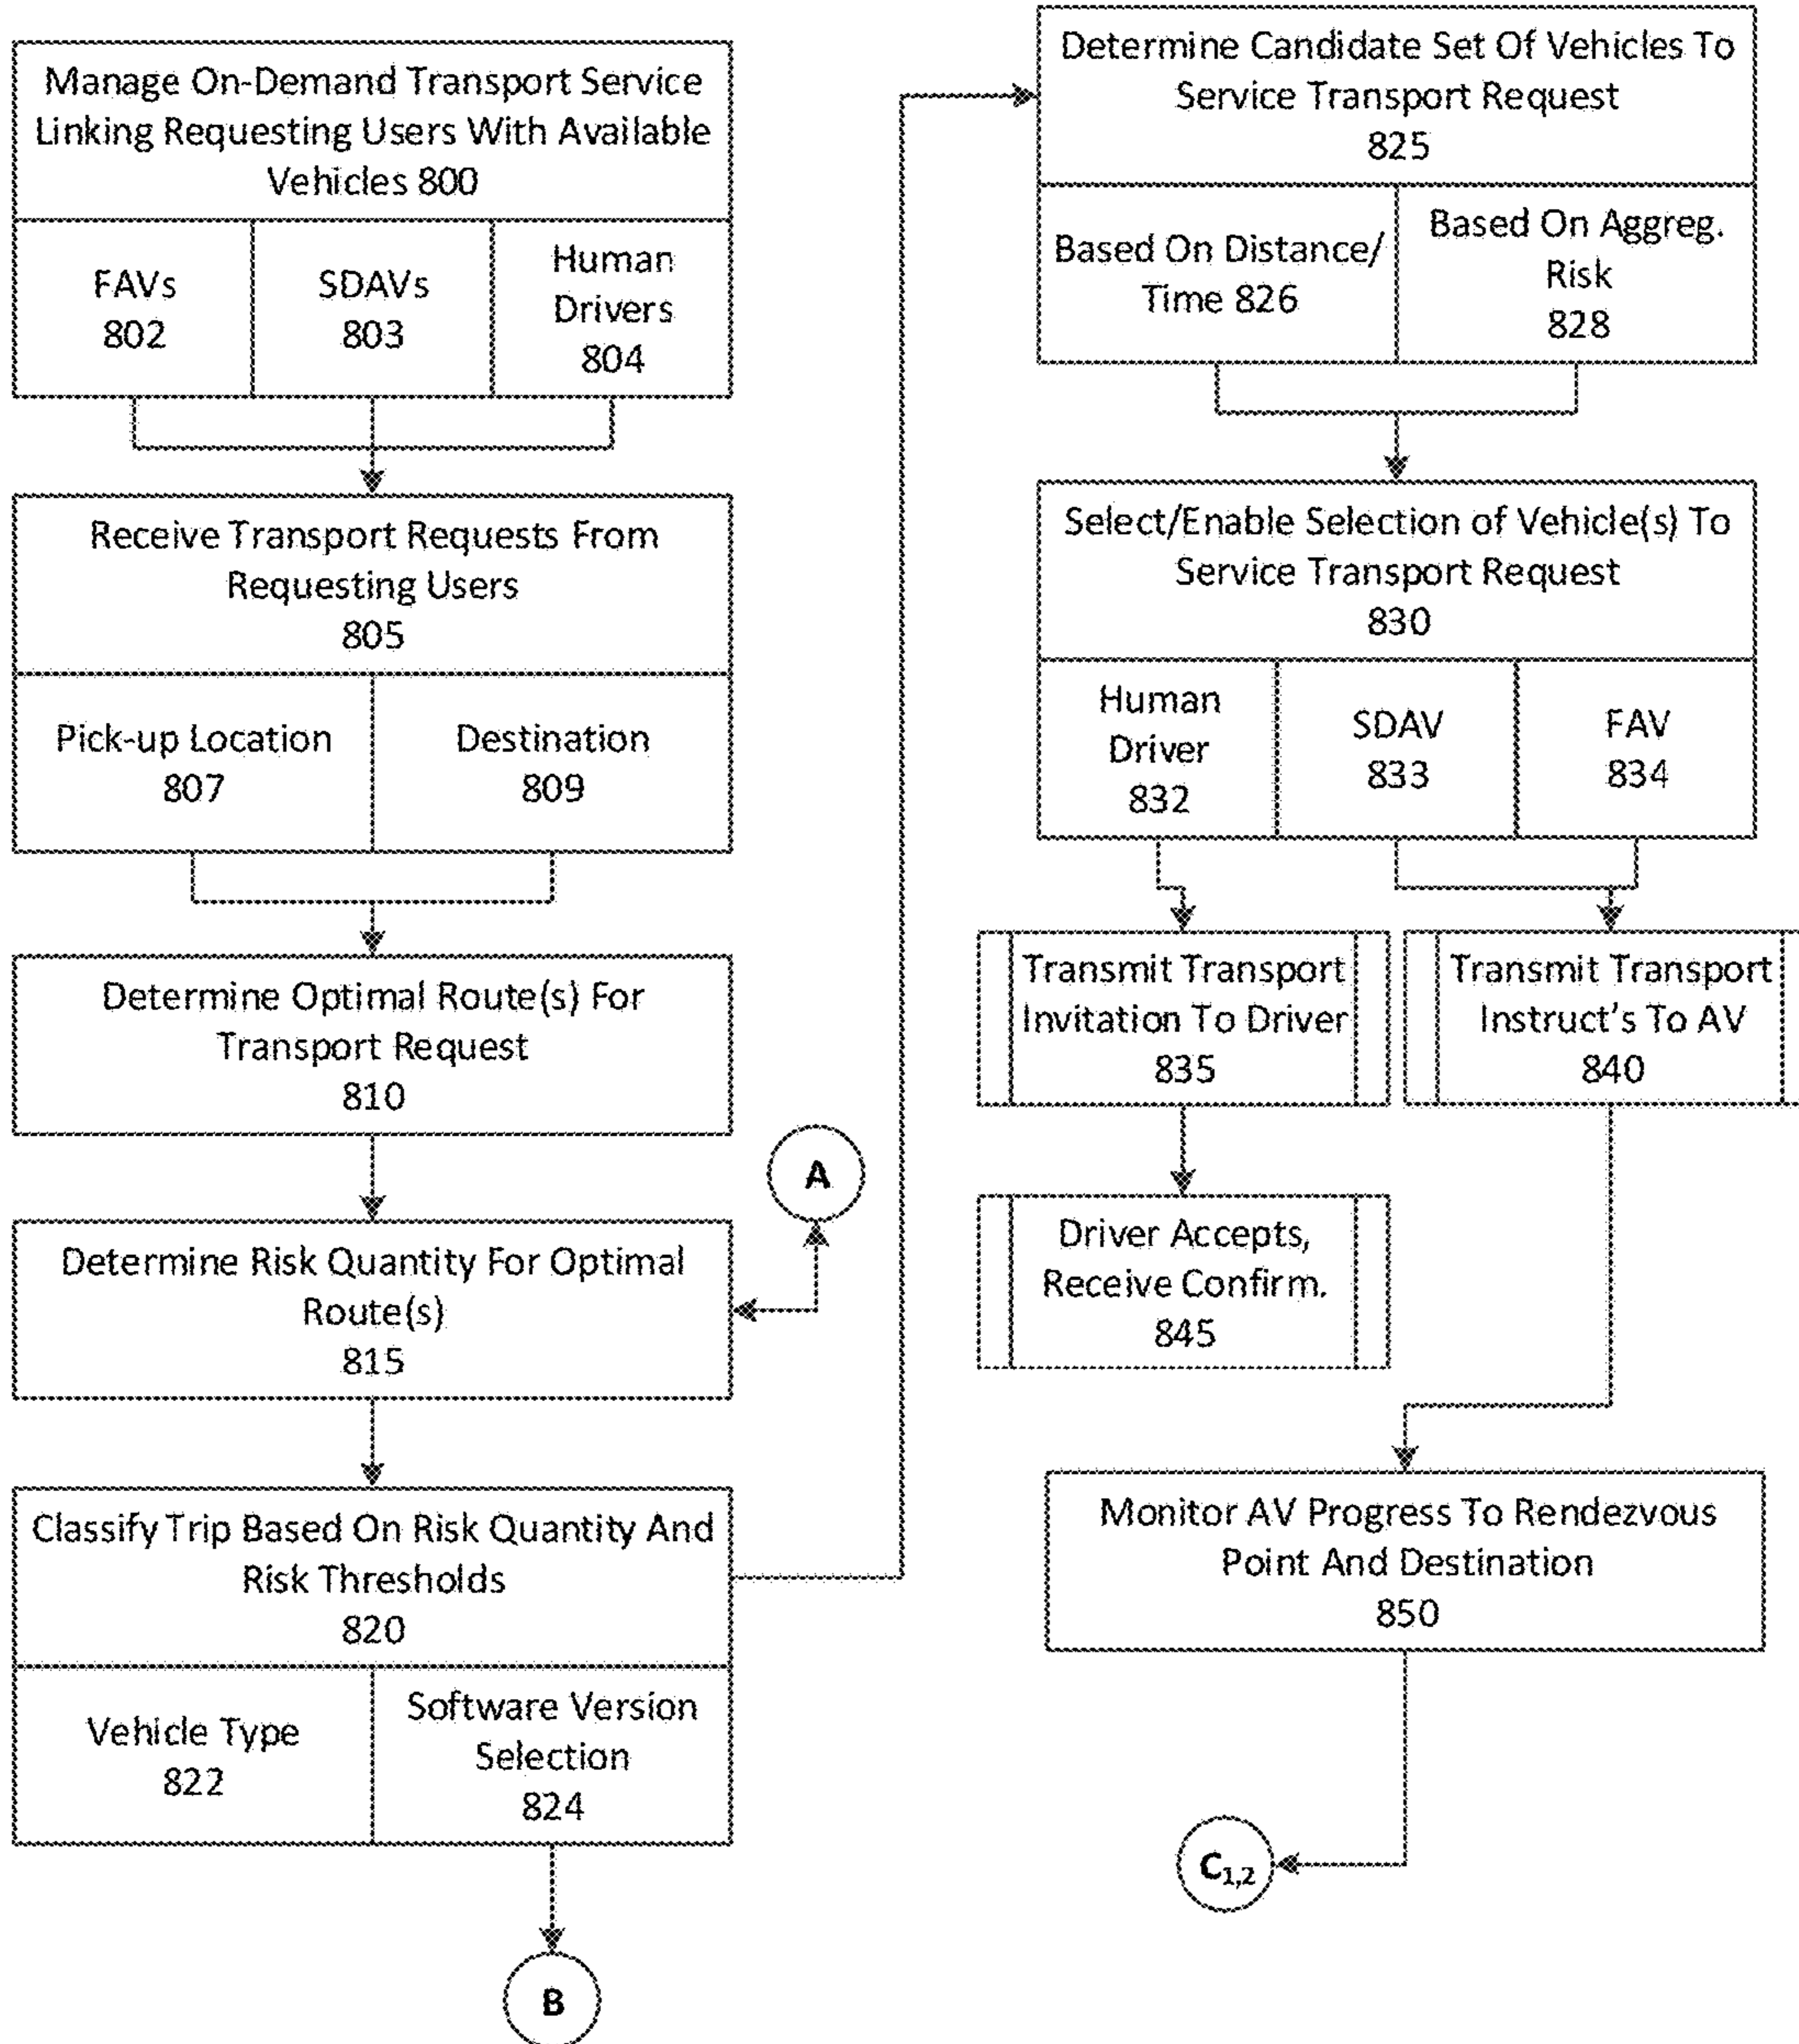 Manage On-Demand Transport Service
Linking Requesting Users With Available
Vehicles 800
FAVs
802
SDAVs
803
Human
Drivers
804
Receive Transport Requests From
Requesting Users
805
Pick-up Location
807
Destination
809
Determine Optimal Route(s) For
Transport Request
810
A
Determine Risk Quantity For Optimal
Route(s)
815
Classify Trip Based On Risk Quantity And
Risk Thresholds
820
Vehicle Type
822
Software Version
Selection
824
B
Determine Candidate Set Of Vehicles To
Service Transport Request
825
Based On Distance/
Time 826
Based On Aggreg.
Risk
828
Select/Enable Selection of Vehicle(s) To
Service Transport Request
830
Human
Driver
832
SDAV
833
FAV
834
Transmit Transport
Invitation To Driver
835
Transmit Transport
Instruct's To AV
840
Driver Accepts,
Receive Confirm.
845
Monitor AV Progress To Rendezvous
Point And Destination
850
C1,2